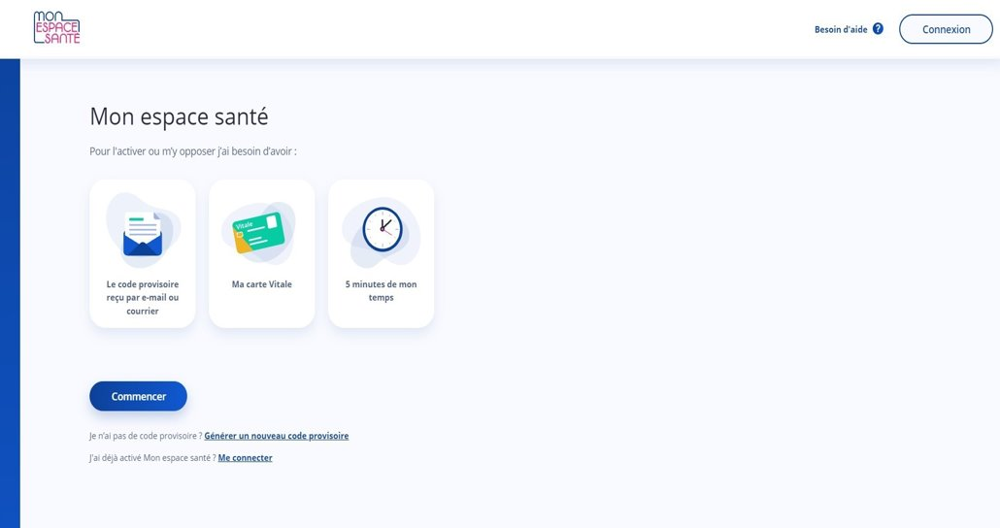 MON
ESPACE
SANTÉ
Besoin d'aide ?
Connexion
Mon espace santé
Pour l'activer ou m'y opposer j'ai besoin d'avoir :
Vitale
Le code provisoire
reçu par e-mail ou
courrier
Ma carte Vitale
5 minutes de mon
temps
Commencer
Je n'ai pas de code provisoire ? Générer un nouveau code provisoire
J'ai déjà activé Mon espace santé ? Me connecter